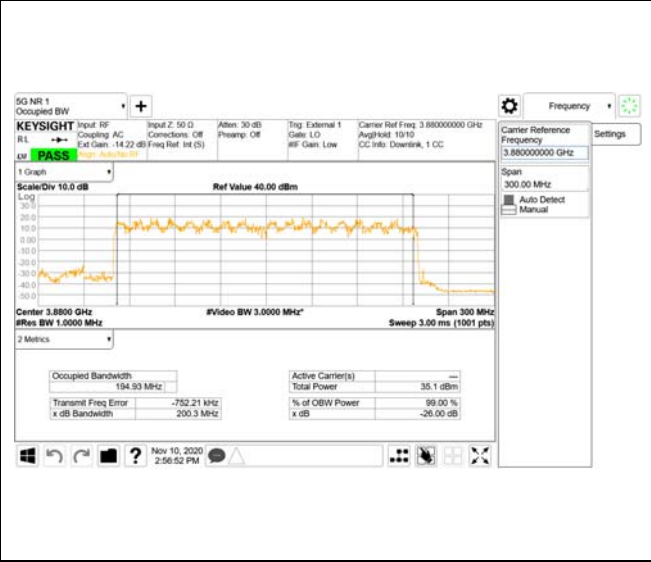 5G NR 1
Occupied BW
+
Frequency
KEYSIGHT Input: RF Input Z: 50 Ω Atten: 30 dB Trig: External 1 Carrier Ref Freq: 3.880000000 GHz
RL Coupling: AC Corrections: Off Preamp: Off Gate: LO Avg|Hold: 10/10
Ext Gain: -14.22 dB Freq Ref: Int (S) #IF Gain: Low CC Info: Downlink, 1 CC
PASS Align: Auto/No RF
Carrier Reference
Frequency
3.880000000 GHz
Settings
Span
300.00 MHz
Auto Detect
Manual
1 Graph
Scale/Div 10.0 dB Ref Value 40.00 dBm
Log
30.0
20.0
10.0
0.00
-10.0
-20.0
-30.0
-40.0
-50.0
Center 3.8800 GHz #Video BW 3.0000 MHz* Span 300 MHz
#Res BW 1.0000 MHz Sweep 3.00 ms (1001 pts)
2 Metrics
Occupied Bandwidth
194.93 MHz
Transmit Freq Error -752.21 kHz
x dB Bandwidth 200.3 MHz
Active Carrier(s) ---
Total Power 35.1 dBm
% of OBW Power 99.00 %
x dB -26.00 dB
?
Nov 10, 2020
2:56:52 PM